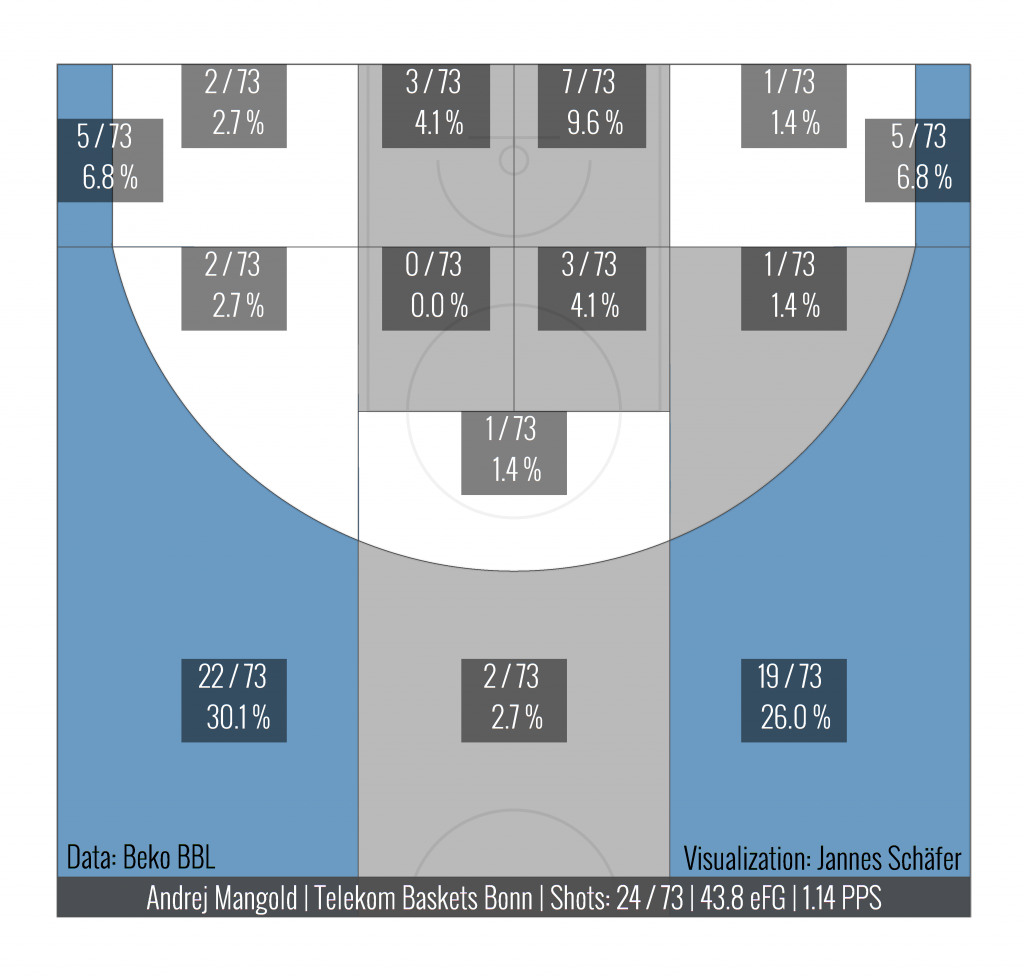 2 / 73
2.7 %
3 / 73
4.1 %
7 / 73
9.6 %
1 / 73
1.4 %
5 / 73
6.8 %
5 / 73
6.8 %
2 / 73
2.7 %
0 / 73
0.0 %
3 / 73
4.1 %
1 / 73
1.4 %
1 / 73
1.4 %
22 / 73
30.1 %
2 / 73
2.7 %
19 / 73
26.0 %
Data: Beko BBL
Visualization: Jannes Schäfer
Andrej Mangold | Telekom Baskets Bonn | Shots: 24 / 73 | 43.8 eFG | 1.14 PPS